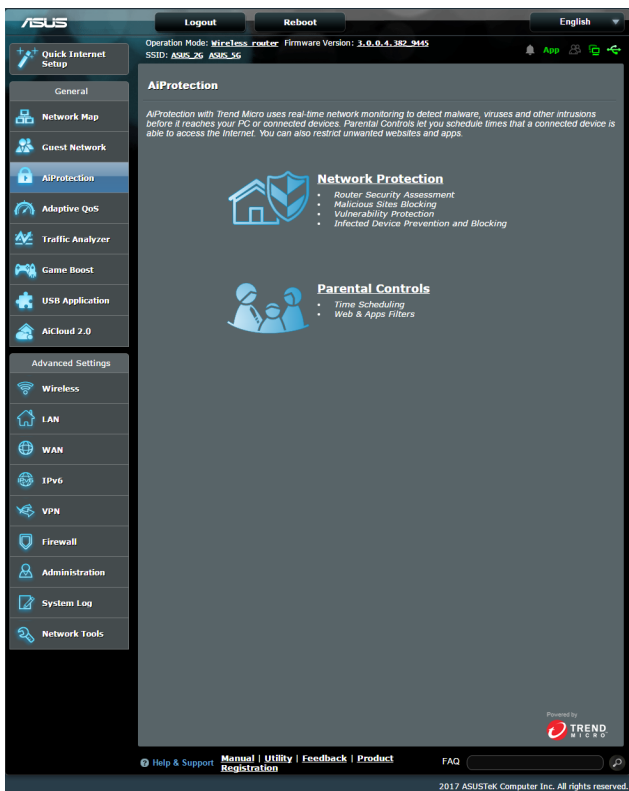 ASUS
Logout
Reboot
English
Quick Internet
Setup
Operation Mode: Wireless router Firmware Version: 3.0.0.4.382_9445
SSID: ASUS_2G ASUS_5G
App
General
Network Map
Guest Network
AiProtection
Adaptive QoS
Traffic Analyzer
Game Boost
USB Application
AiCloud 2.0
Advanced Settings
Wireless
LAN
WAN
IPv6
IPv6
VPN
Firewall
Administration
System Log
Network Tools
AiProtection
AiProtection with Trend Micro uses real-time network monitoring to detect malware, viruses and other intrusions
before it reaches your PC or connected devices. Parental Controls let you schedule times that a connected device is
able to access the Internet. You can also restrict unwanted websites and apps.
Network Protection
• Router Security Assessment
• Malicious Sites Blocking
• Vulnerability Protection
• Infected Device Prevention and Blocking
Parental Controls
• Time Scheduling
• Web & Apps Filters
Powered by
TREND
MICRO
Help & Support
Manual | Utility | Feedback | Product
Registration
FAQ
2017 ASUSTeK Computer Inc. All rights reserved.